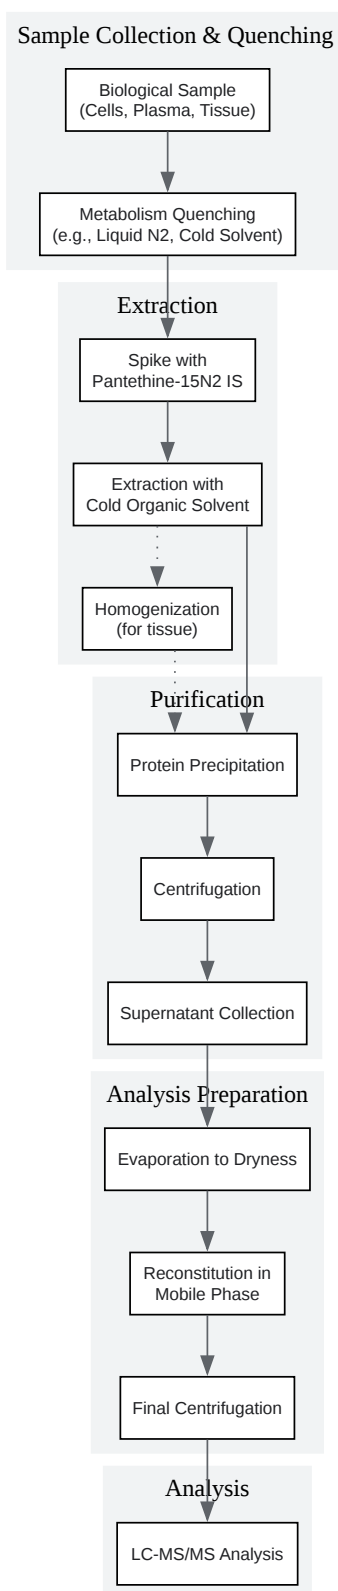 Sample Collection & Quenching
Biological Sample
(Cells, Plasma, Tissue)
Metabolism Quenching
(e.g., Liquid N2, Cold Solvent)
Extraction
Spike with
Pantethine-15N2 IS
Extraction with
Cold Organic Solvent
Homogenization
(for tissue)
Purification
Protein Precipitation
Centrifugation
Supernatant Collection
Analysis Preparation
Evaporation to Dryness
Reconstitution in
Mobile Phase
Final Centrifugation
Analysis
LC-MS/MS Analysis